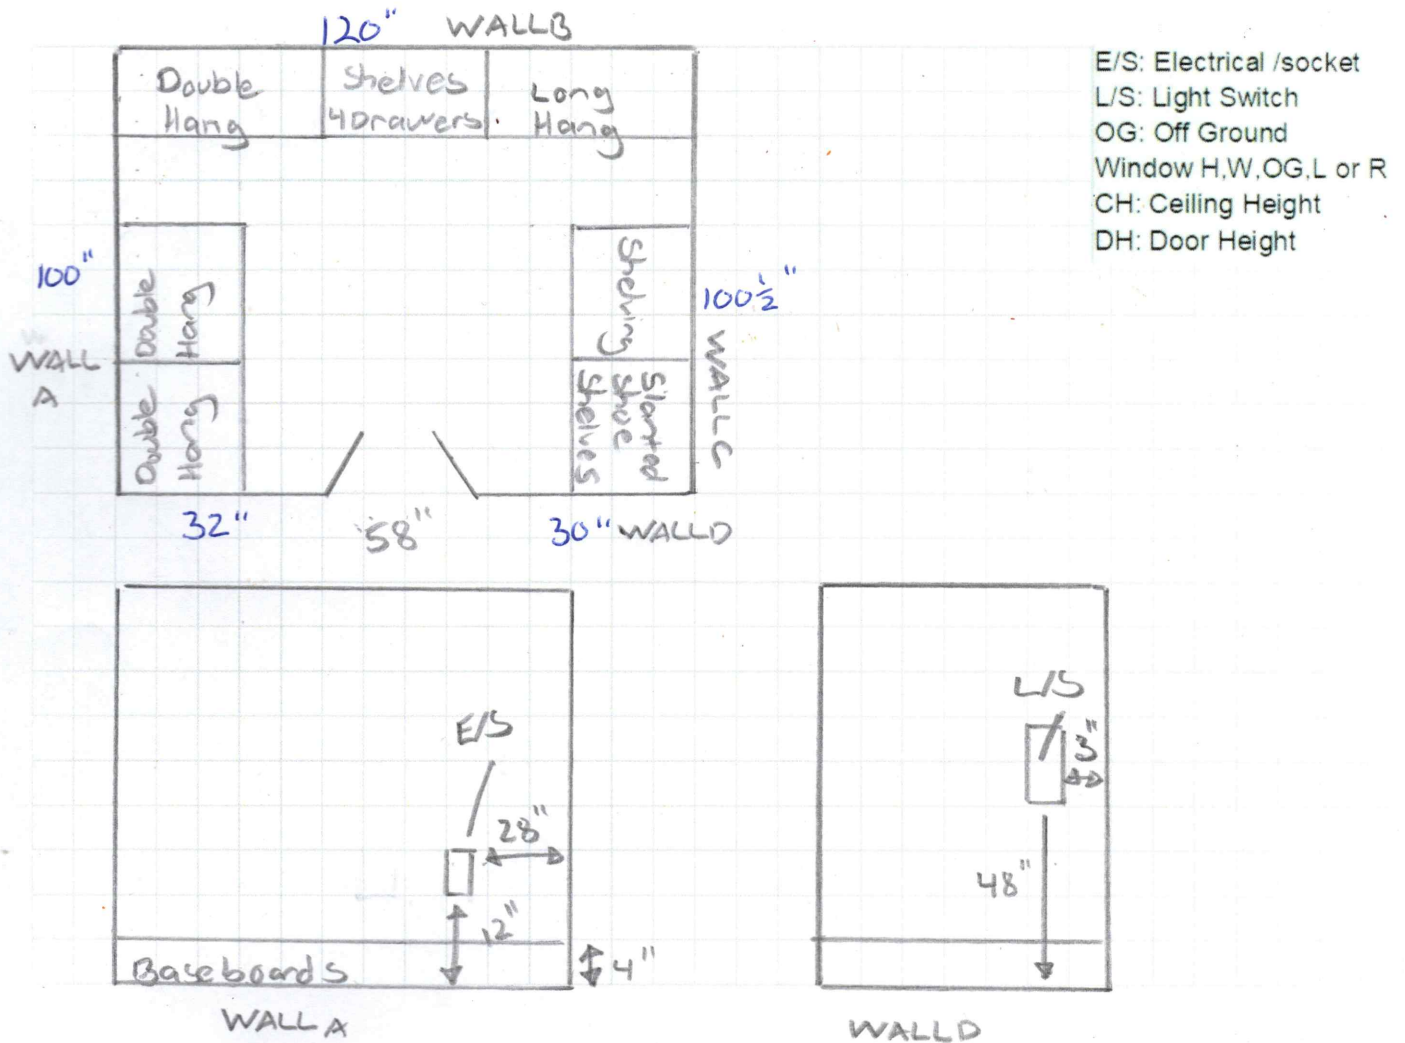 120" WALL B
Double
Hang
Shelves
4 Drawers
Long
Hang
E/S: Electrical /socket
L/S: Light Switch
OG: Off Ground
Window H,W,OG,L or R
CH: Ceiling Height
DH: Door Height
100"
WALL
A
Double
Hang
Double
Hang
Shelving
Slanted
Shoe
Shelves
100 1/2"
WALL C
32"
58"
30" WALL D
E/S
28"
12"
4"
Baseboards
WALL A
L/S
3"
48"
WALL D